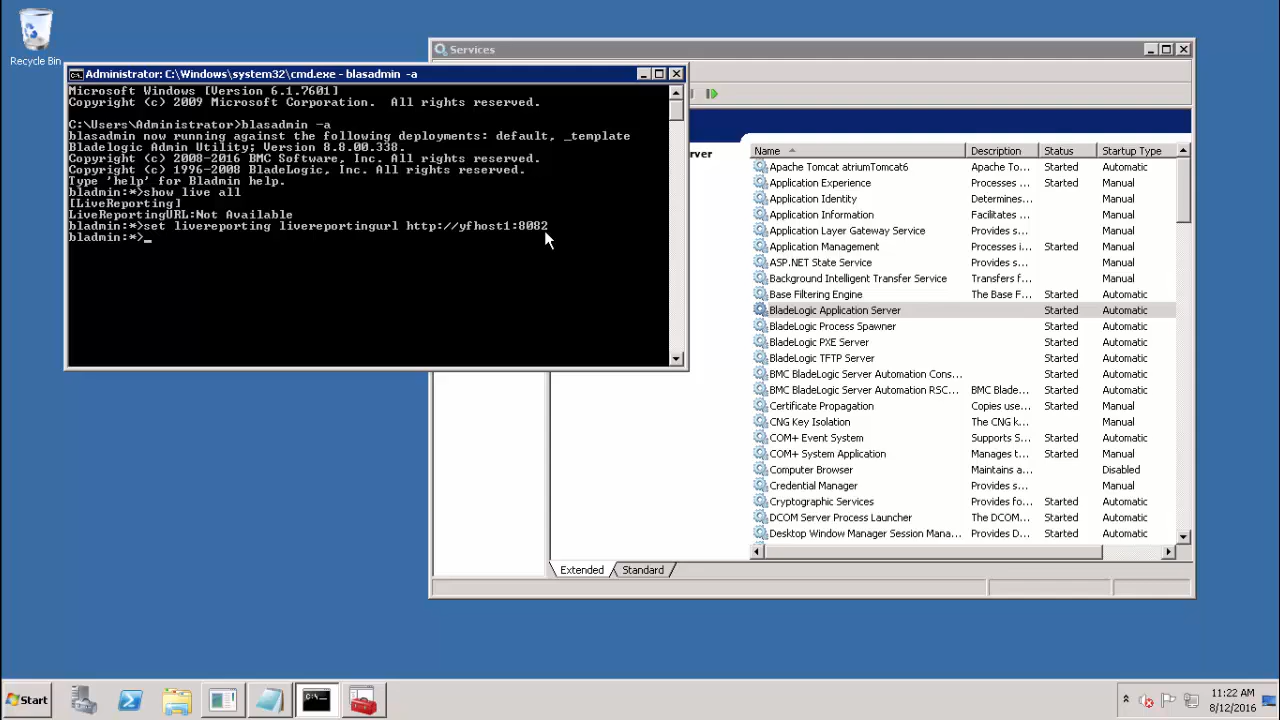 Recycle Bin
Services
Administrator: C:\Windows\system32\cmd.exe - blasadmin -a
Microsoft Windows [Version 6.1.7601]
Copyright (c) 2009 Microsoft Corporation.  All rights reserved.
C:\Users\Administrator>blasadmin -a
blasadmin now running against the following deployments: default, _template
Bladelogic Admin Utility; Version 8.8.00.338.
Copyright (c) 2008-2016 BMC Software, Inc. All rights reserved.
Copyright (c) 1996-2008 BladeLogic, Inc. All rights reserved.
Type 'help' for Bladmin help.
bladmin:*>show live all
[LiveReporting]
LiveReportingURL:Not Available
bladmin:*>set livereporting livereportingurl http://yfhost1:8082
bladmin:*>_
rver
Name Description Status Startup Type
Apache Tomcat atriumTomcat6 Apache To... Started Automatic
Application Experience Processes ... Started Manual
Application Identity Determines... Manual
Application Information Facilitates ... Manual
Application Layer Gateway Service Provides s... Manual
Application Management Processes i... Started Manual
ASP.NET State Service Provides s... Manual
Background Intelligent Transfer Service Transfers f... Manual
Base Filtering Engine The Base F... Started Automatic
BladeLogic Application Server Started Automatic
BladeLogic Process Spawner Started Automatic
BladeLogic PXE Server Started Manual
BladeLogic TFTP Server Started Manual
BMC BladeLogic Server Automation Cons... Started Automatic
BMC BladeLogic Server Automation RSC... BMC Blade... Started Automatic
Certificate Propagation Copies use... Started Manual
CNG Key Isolation The CNG k... Manual
COM+ Event System Supports S... Started Automatic
COM+ System Application Manages t... Started Manual
Computer Browser Maintains a... Disabled
Credential Manager Provides s... Manual
Cryptographic Services Provides fo... Started Automatic
DCOM Server Process Launcher The DCOM... Started Automatic
Desktop Window Manager Session Mana... Provides D... Started Automatic
Extended Standard
Start
11:22 AM
8/12/2016